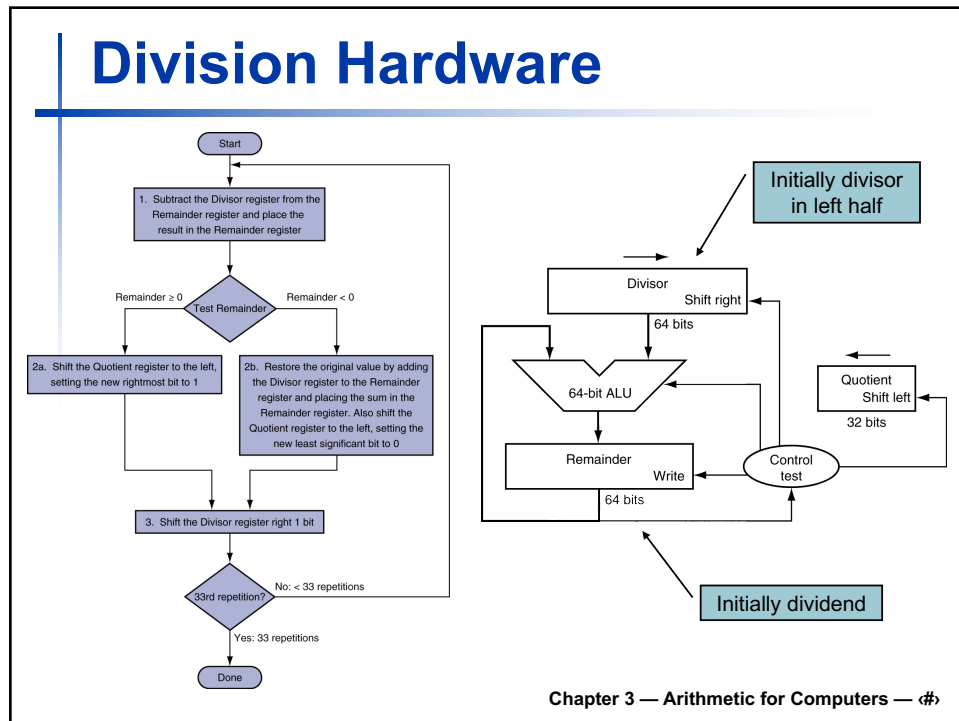 Division Hardware
Start
1. Subtract the Divisor register from the
Remainder register and place the
result in the Remainder register
Remainder ≥ 0
Remainder < 0
Test Remainder
2a. Shift the Quotient register to the left,
setting the new rightmost bit to 1
2b. Restore the original value by adding
the Divisor register to the Remainder
register and placing the sum in the
Remainder register. Also shift the
Quotient register to the left, setting the
new least significant bit to 0
3. Shift the Divisor register right 1 bit
33rd repetition?
No: < 33 repetitions
Yes: 33 repetitions
Done
Initially divisor
in left half
Divisor
Shift right
64 bits
64-bit ALU
Quotient
Shift left
32 bits
Remainder
Write
64 bits
Control
test
Initially dividend
Chapter 3 — Arithmetic for Computers — ‹#›